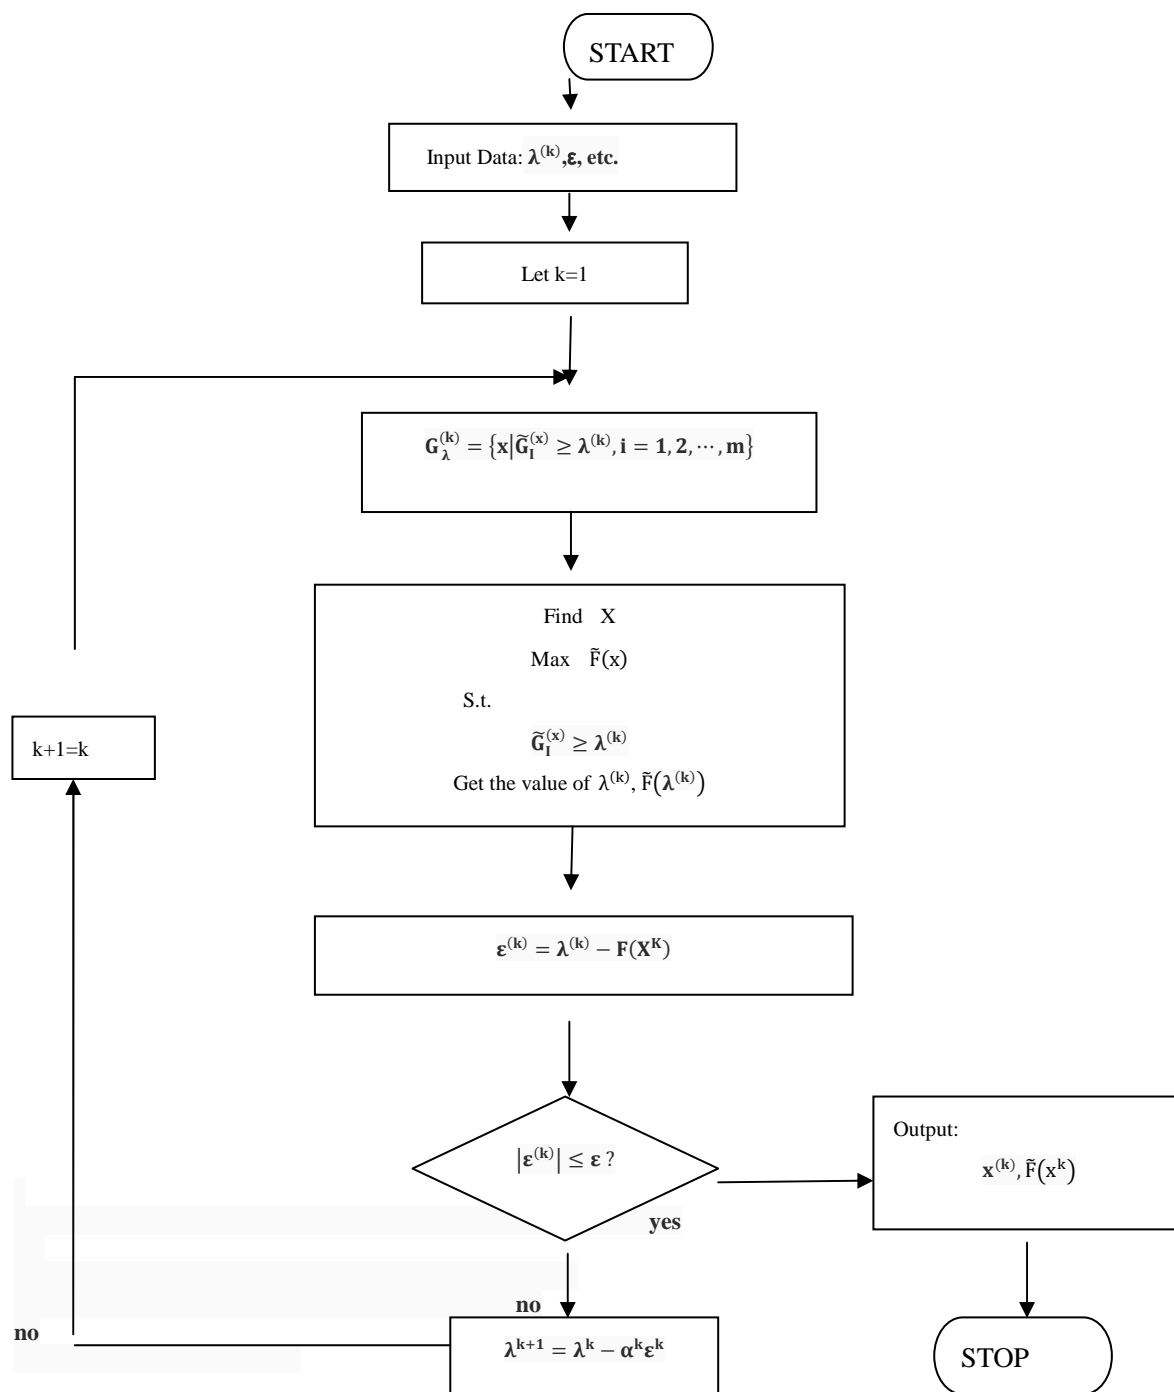 START
Input Data: λ^(k),ε, etc.
Let k=1
G_λ^(k) = {x|G̃_I^(x) ≥ λ^(k), i = 1, 2, ⋯, m}
Find X
Max F̃(x)
S.t.
G̃_I^(x) ≥ λ^(k)
Get the value of λ^(k), F̃(λ^(k))
k+1=k
ε^(k) = λ^(k) − F(X^K)
|ε^(k)| ≤ ε ?
yes
Output:
x^(k), F̃(x^k)
no
no
λ^k+1 = λ^k − α^k ε^k
STOP